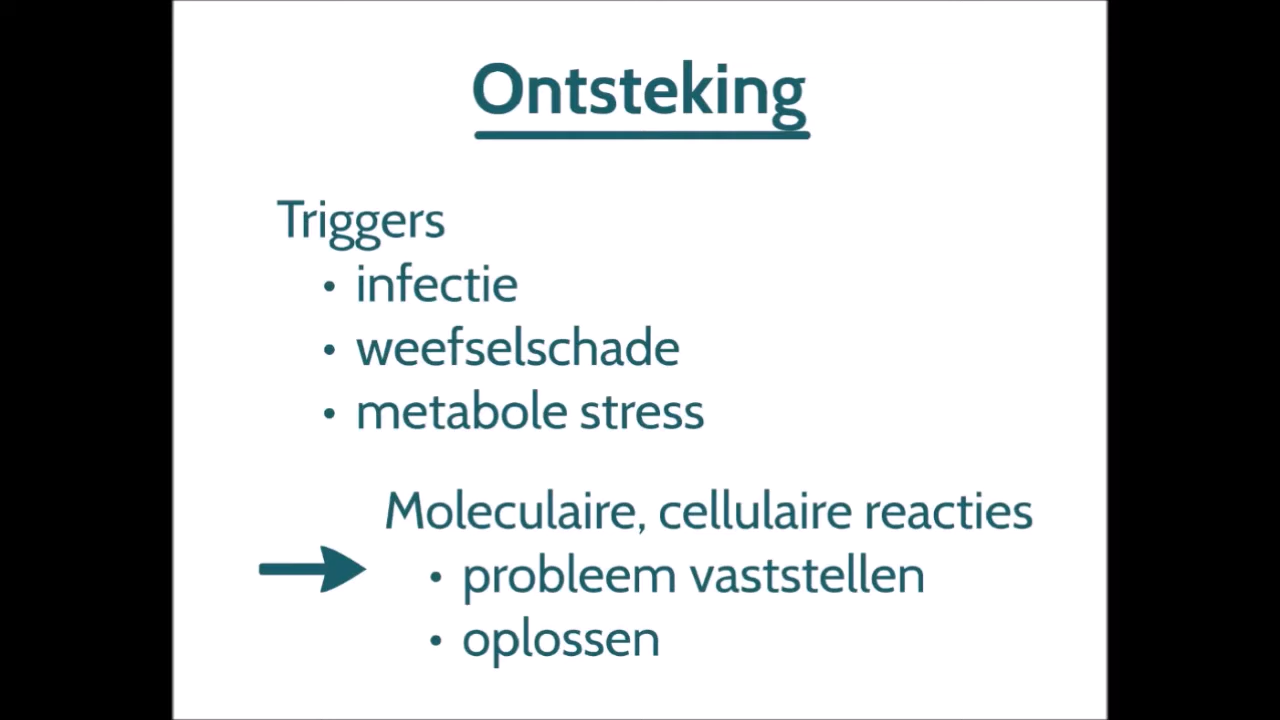 Ontsteking
Triggers
• infectie
• weefselschade
• metabole stress
Moleculaire, cellulaire reacties
• probleem vaststellen
• oplossen